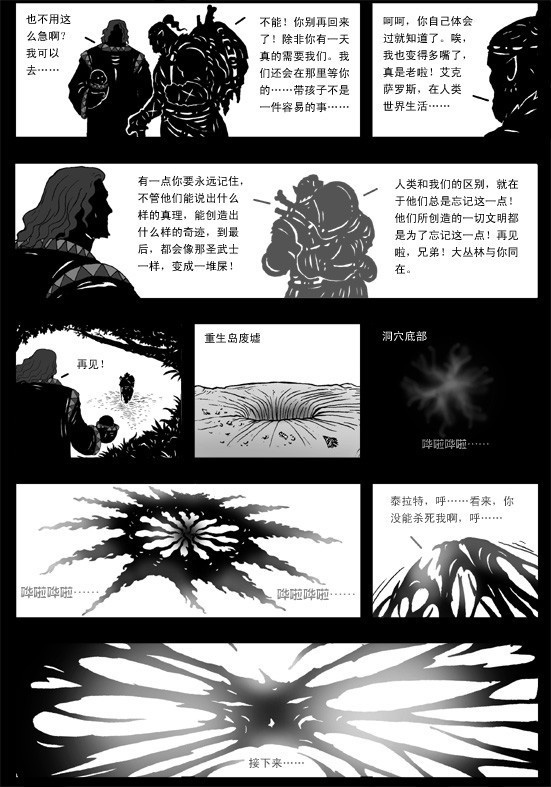 也不用这
么急啊？
我可以
去……
不能！你别再回来
了！除非你有一天
真的需要我们。我
们还会在那里等你
的……带孩子不是
一件容易的事……
呵呵，你自己体会
过就知道了。唉，
我也变得多嘴了，
真是老啦！艾克
萨罗斯，在人类
世界生活……
有一点你要永远记住，
不管他们能说出什么
样的真理，能创造出
什么样的奇迹，到最
后，都会像那圣武士
一样，变成一堆屎！
人类和我们的区别，就在
于他们总是忘记这一点！
他们所创造的一切文明都
是为了忘记这一点！再见
啦，兄弟！大丛林与你同
在。
再见！
重生岛废墟
洞穴底部
哗啦哗啦……
哗啦哗啦……
哗啦哗啦……
泰拉特，呼……看来，你
没能杀死我啊，呼……
接下来……